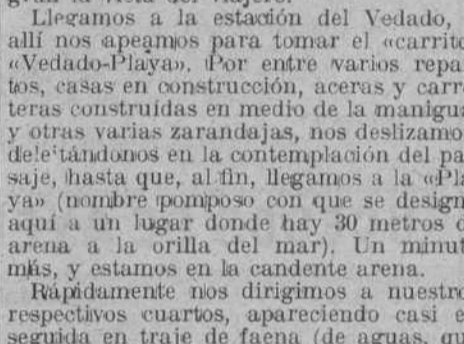 Llegamos a la estación del Vedado,
allí nos apeamos para tomar el «carrito
«Vedado-Playa». Por entre varios repa
tos, casas en construcción, aceras y carr
teras construídas en medio de la manigua
y otras varias zarandajas, nos deslizamo
deleitándonos en la contemplación del pa
saje, hasta que, al fin, llegamos a la «Pla
ya» (nombre pomposo con que se design
aquí a un lugar donde hay 30 metros d
arena a la orilla del mar). Un minut
más, y estamos en la candente arena.
Rápidamente nos dirigimos a nuestro
respectivos cuartos, apareciendo casi e
seguida en traje de faena (de aguas, qu